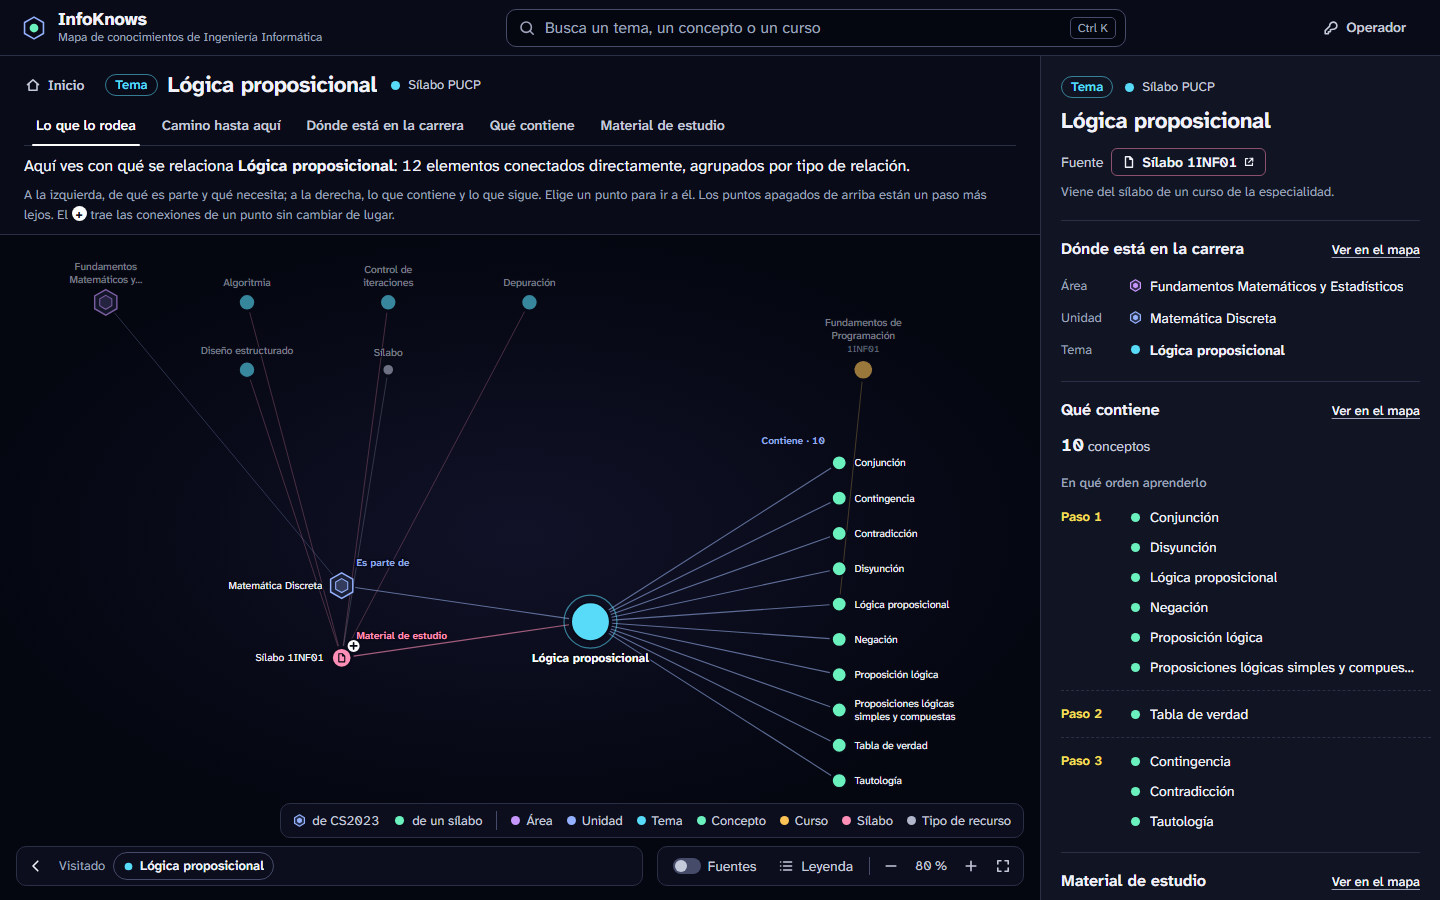 InfoKnows
Mapa de conocimientos de Ingeniería Informática
Busca un tema, un concepto o un curso
Ctrl K
Operador
Inicio
Tema
Lógica proposicional
Sílabo PUCP
Lo que lo rodea
Camino hasta aquí
Dónde está en la carrera
Qué contiene
Material de estudio
Aquí ves con qué se relaciona Lógica proposicional: 12 elementos conectados directamente, agrupados por tipo de relación.
A la izquierda, de qué es parte y qué necesita; a la derecha, lo que contiene y lo que sigue. Elige un punto para ir a él. Los puntos apagados de arriba están un paso más
lejos. El + trae las conexiones de un punto sin cambiar de lugar.
Fundamentos
Matemáticos y...
Algoritmia
Control de
iteraciones
Depuración
Diseño estructurado
Sílabo
Fundamentos de
Programación
1INF01
Contiene · 10
Conjunción
Contingencia
Contradicción
Disyunción
Lógica proposicional
Negación
Proposición lógica
Proposiciones lógicas
simples y compuestas
Tabla de verdad
Tautología
Es parte de
Matemática Discreta
Material de estudio
Sílabo 1INF01
Lógica proposicional
de CS2023
de un sílabo
Área
Unidad
Tema
Concepto
Curso
Sílabo
Tipo de recurso
Visitado
Lógica proposicional
Fuentes
Leyenda
80 %
Tema
Sílabo PUCP
Lógica proposicional
Fuente
Sílabo 1INF01
Viene del sílabo de un curso de la especialidad.
Dónde está en la carrera
Ver en el mapa
Área
Fundamentos Matemáticos y Estadísticos
Unidad
Matemática Discreta
Tema
Lógica proposicional
Qué contiene
Ver en el mapa
10 conceptos
En qué orden aprenderlo
Paso 1
Conjunción
Disyunción
Lógica proposicional
Negación
Proposición lógica
Proposiciones lógicas simples y compues...
Paso 2
Tabla de verdad
Paso 3
Contingencia
Contradicción
Tautología
Material de estudio
Ver en el mapa